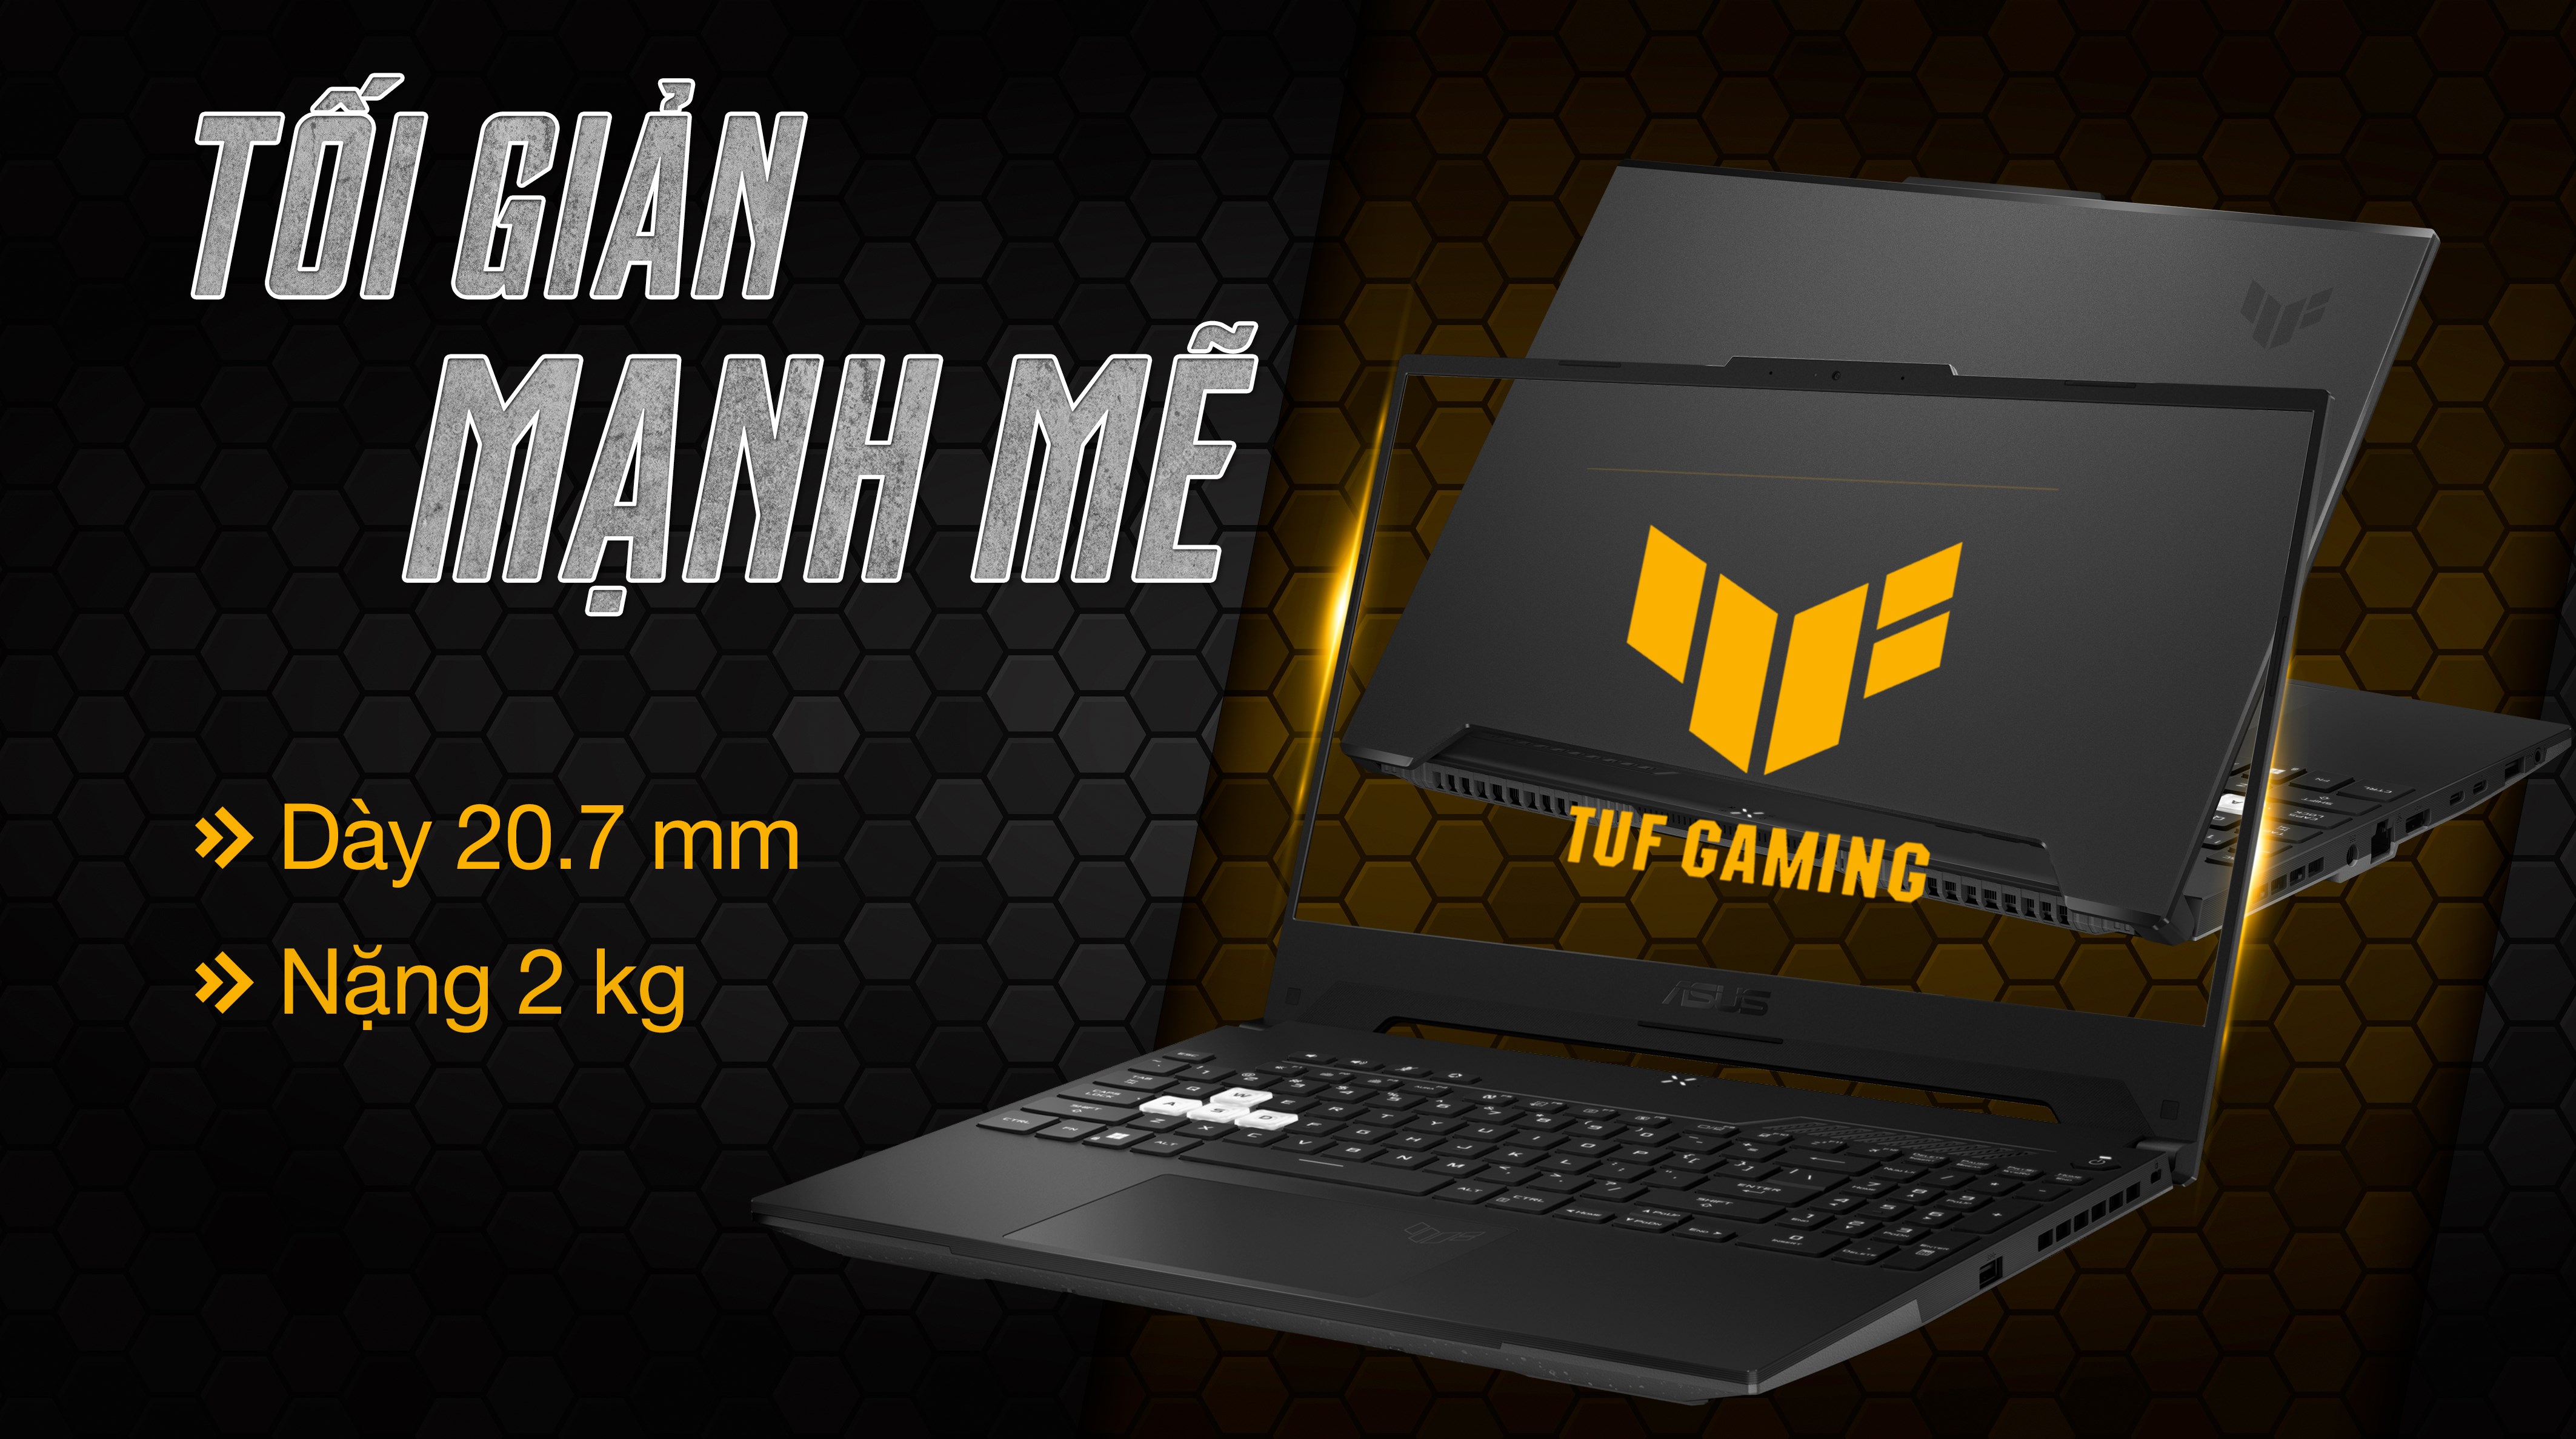 TỐI GIẢN
MẠNH MẼ
Dày 20.7 mm
Nặng 2 kg
TUF GAMING
ASUS